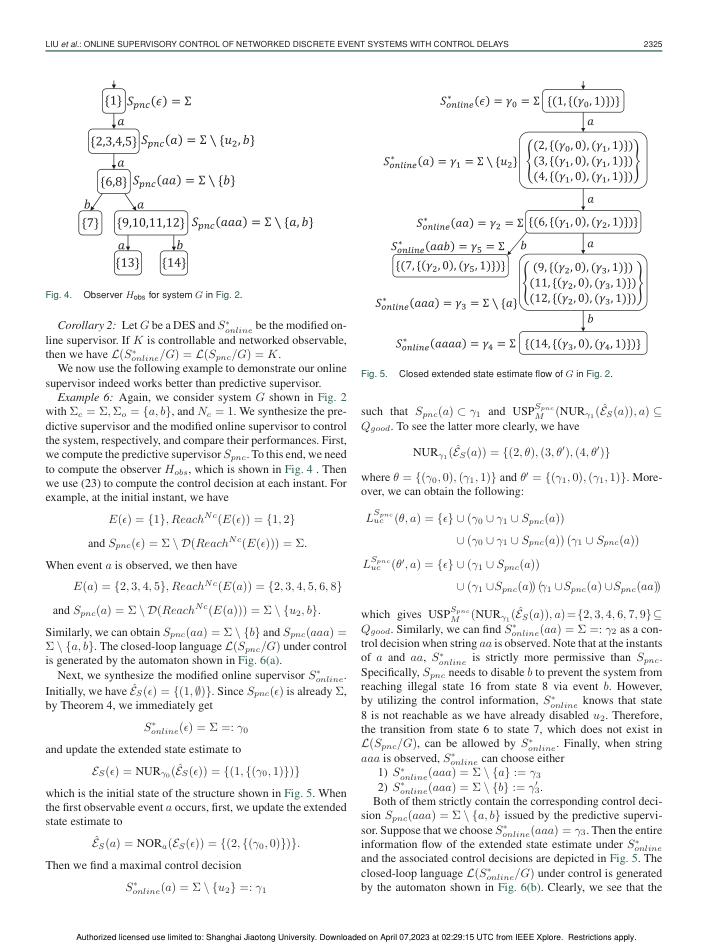 LIU et al.: ONLINE SUPERVISORY CONTROL OF NETWORKED DISCRETE EVENT SYSTEMS WITH CONTROL DELAYS 2325
{1} S_pnc(ϵ) = Σ
a
{2,3,4,5} S_pnc(a) = Σ \ {u_2, b}
a
{6,8} S_pnc(aa) = Σ \ {b}
b a
{7} {9,10,11,12} S_pnc(aaa) = Σ \ {a, b}
a b
{13} {14}
Fig. 4. Observer H_obs for system G in Fig. 2.
Corollary 2: Let G be a DES and S*_online be the modified on-
line supervisor. If K is controllable and networked observable,
then we have L(S*_online/G) = L(S_pnc/G) = K.
We now use the following example to demonstrate our online
supervisor indeed works better than predictive supervisor.
Example 6: Again, we consider system G shown in Fig. 2
with Σ_c = Σ, Σ_o = {a, b}, and N_c = 1. We synthesize the pre-
dictive supervisor and the modified online supervisor to control
the system, respectively, and compare their performances. First,
we compute the predictive supervisor S_pnc. To this end, we need
to compute the observer H_obs, which is shown in Fig. 4 . Then
we use (23) to compute the control decision at each instant. For
example, at the initial instant, we have
E(ϵ) = {1}, Reach^Nc(E(ϵ)) = {1, 2}
and S_pnc(ϵ) = Σ \ D(Reach^Nc(E(ϵ))) = Σ.
When event a is observed, we then have
E(a) = {2, 3, 4, 5}, Reach^Nc(E(a)) = {2, 3, 4, 5, 6, 8}
and S_pnc(a) = Σ \ D(Reach^Nc(E(a))) = Σ \ {u_2, b}.
Similarly, we can obtain S_pnc(aa) = Σ \ {b} and S_pnc(aaa) =
Σ \ {a, b}. The closed-loop language L(S_pnc/G) under control
is generated by the automaton shown in Fig. 6(a).
Next, we synthesize the modified online supervisor S*_online.
Initially, we have Ê_S(ϵ) = {(1, ∅)}. Since S_pnc(ϵ) is already Σ,
by Theorem 4, we immediately get
S*_online(ϵ) = Σ =: γ_0
and update the extended state estimate to
E_S(ϵ) = NUR_γ0(Ê_S(ϵ)) = {(1, {(γ_0, 1)})}
which is the initial state of the structure shown in Fig. 5. When
the first observable event a occurs, first, we update the extended
state estimate to
Ê_S(a) = NOR_a(E_S(ϵ)) = {(2, {(γ_0, 0)})}.
Then we find a maximal control decision
S*_online(a) = Σ \ {u_2} =: γ_1
S*_online(ϵ) = γ_0 = Σ {(1, {(γ_0, 1)})}
a
(2, {(γ_0, 0), (γ_1, 1)})
S*_online(a) = γ_1 = Σ \ {u_2} {(3, {(γ_1, 0), (γ_1, 1)})}
(4, {(γ_1, 0), (γ_1, 1)})
a
S*_online(aa) = γ_2 = Σ {(6, {(γ_1, 0), (γ_2, 1)})}
S*_online(aab) = γ_5 = Σ b a
{(7, {(γ_2, 0), (γ_5, 1)})} (9, {(γ_2, 0), (γ_3, 1)})
{(11, {(γ_2, 0), (γ_3, 1)})}
S*_online(aaa) = γ_3 = Σ \ {a} (12, {(γ_2, 0), (γ_3, 1)})
b
S*_online(aaaa) = γ_4 = Σ {(14, {(γ_3, 0), (γ_4, 1)})}
Fig. 5. Closed extended state estimate flow of G in Fig. 2.
such that S_pnc(a) ⊂ γ_1 and USP_M^S_pnc(NUR_γ1(Ê_S(a)), a) ⊆
Q_good. To see the latter more clearly, we have
NUR_γ1(Ê_S(a)) = {(2, θ), (3, θ′), (4, θ′)}
where θ = {(γ_0, 0), (γ_1, 1)} and θ′ = {(γ_1, 0), (γ_1, 1)}. More-
over, we can obtain the following:
L_uc^S_pnc(θ, a) = {ϵ} ∪ (γ_0 ∪ γ_1 ∪ S_pnc(a))
∪ (γ_0 ∪ γ_1 ∪ S_pnc(a)) (γ_1 ∪ S_pnc(a))
L_uc^S_pnc(θ′, a) = {ϵ} ∪ (γ_1 ∪ S_pnc(a))
∪ (γ_1 ∪ S_pnc(a)) (γ_1 ∪ S_pnc(a) ∪ S_pnc(aa))
which gives USP_M^S_pnc(NUR_γ1(Ê_S(a)), a) = {2, 3, 4, 6, 7, 9} ⊆
Q_good. Similarly, we can find S*_online(aa) = Σ =: γ_2 as a con-
trol decision when string aa is observed. Note that at the instants
of a and aa, S*_online is strictly more permissive than S_pnc.
Specifically, S_pnc needs to disable b to prevent the system from
reaching illegal state 16 from state 8 via event b. However,
by utilizing the control information, S*_online knows that state
8 is not reachable as we have already disabled u_2. Therefore,
the transition from state 6 to state 7, which does not exist in
L(S_pnc/G), can be allowed by S*_online. Finally, when string
aaa is observed, S*_online can choose either
1) S*_online(aaa) = Σ \ {a} := γ_3
2) S*_online(aaa) = Σ \ {b} := γ′_3.
Both of them strictly contain the corresponding control deci-
sion S_pnc(aaa) = Σ \ {a, b} issued by the predictive supervi-
sor. Suppose that we choose S*_online(aaa) = γ_3. Then the entire
information flow of the extended state estimate under S*_online
and the associated control decisions are depicted in Fig. 5. The
closed-loop language L(S*_online/G) under control is generated
by the automaton shown in Fig. 6(b). Clearly, we see that the
Authorized licensed use limited to: Shanghai Jiaotong University. Downloaded on April 07,2023 at 02:29:15 UTC from IEEE Xplore. Restrictions apply.